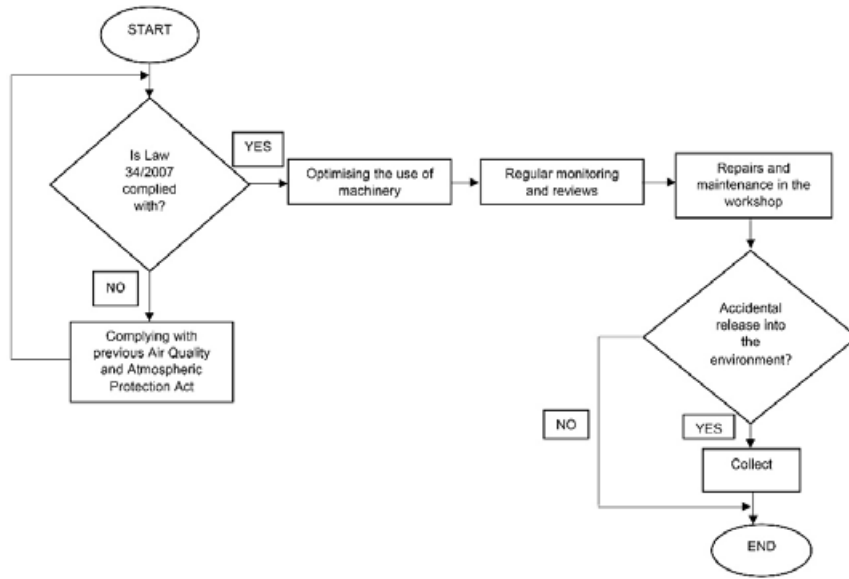 START
Is Law
34/2007
complied
with?
YES
Optimising the use of
machinery
Regular monitoring
and reviews
Repairs and
maintenance in the
workshop
NO
Complying with
previous Air Quality
and Atmospheric
Protection Act
Accidental
release into
the
environment?
NO
YES
Collect
END